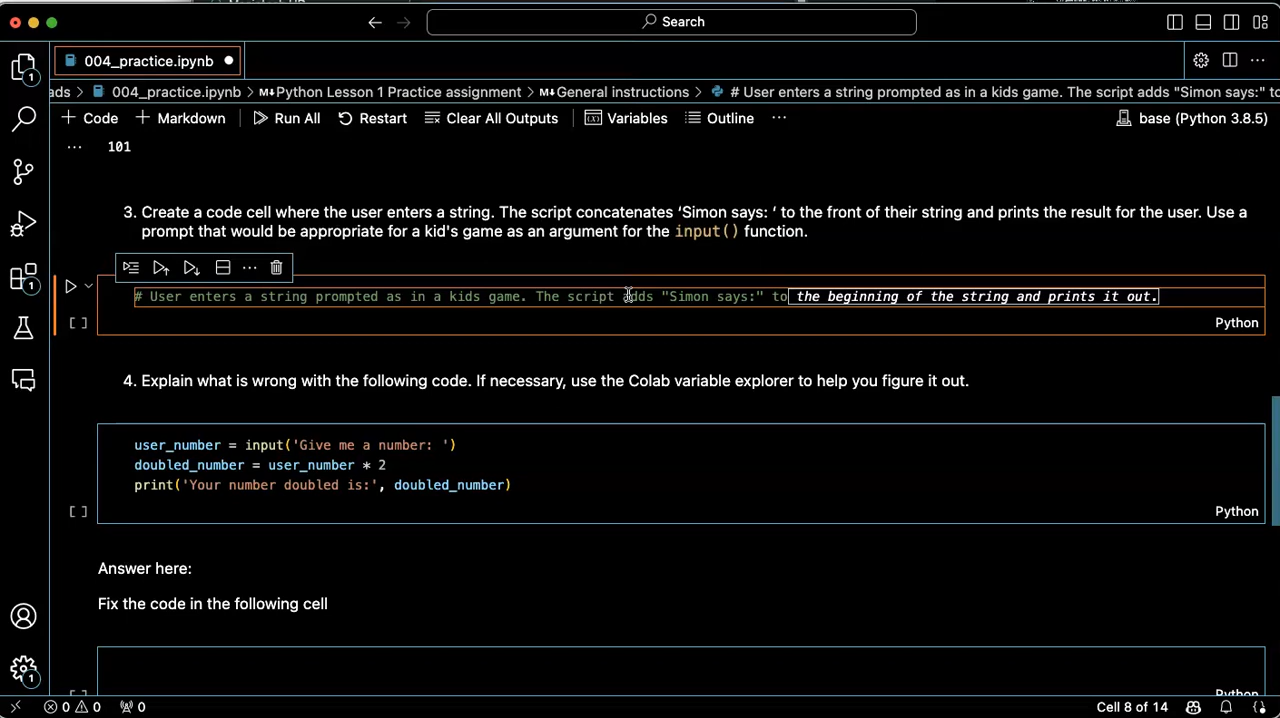 Search
004_practice.ipynb
ads > 004_practice.ipynb > Python Lesson 1 Practice assignment > General instructions > # User enters a string prompted as in a kids game. The script adds "Simon says:" to
+ Code + Markdown Run All Restart Clear All Outputs Variables Outline ... base (Python 3.8.5)
... 101
3. Create a code cell where the user enters a string. The script concatenates ‘Simon says: ‘ to the front of their string and prints the result for the user. Use a
prompt that would be appropriate for a kid's game as an argument for the input() function.
# User enters a string prompted as in a kids game. The script adds "Simon says:" to the beginning of the string and prints it out.
[ ] Python
4. Explain what is wrong with the following code. If necessary, use the Colab variable explorer to help you figure it out.
user_number = input('Give me a number: ')
doubled_number = user_number * 2
print('Your number doubled is:', doubled_number)
[ ] Python
Answer here:
Fix the code in the following cell
[ ] Python
0 0 0 Cell 8 of 14
1
1
1